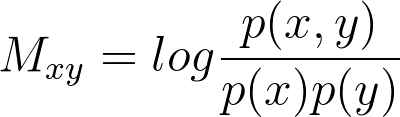 M_{xy} = log \frac{p(x, y)}{p(x)p(y)}